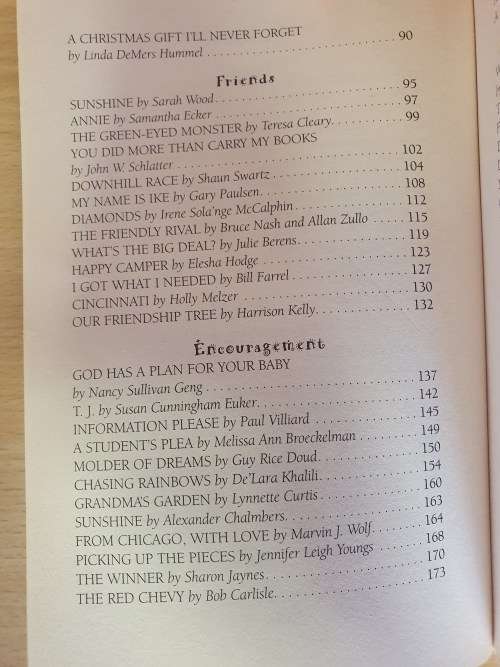 A CHRISTMAS GIFT I'LL NEVER FORGET
by Linda DeMers Hummel . . . . . . . . . . . . . . . . . . . . . . . . . 90
Friends
SUNSHINE by Sarah Wood. . . . . . . . . . . . . . . . . . . . . . . . . 95
ANNIE by Samantha Ecker . . . . . . . . . . . . . . . . . . . . . . . . 97
THE GREEN-EYED MONSTER by Teresa Cleary. . . . . . . . . . 99
YOU DID MORE THAN CARRY MY BOOKS
by John W. Schlatter . . . . . . . . . . . . . . . . . . . . . . . . . . . . 102
DOWNHILL RACE by Shaun Swartz . . . . . . . . . . . . . . . . . 104
MY NAME IS IKE by Gary Paulsen. . . . . . . . . . . . . . . . . . . 108
DIAMONDS by Irene Sola'nge McCalphin. . . . . . . . . . . . . . 112
THE FRIENDLY RIVAL by Bruce Nash and Allan Zullo . . . . . 115
WHAT'S THE BIG DEAL? by Julie Berens. . . . . . . . . . . . . . 119
HAPPY CAMPER by Elesha Hodge . . . . . . . . . . . . . . . . . . 123
I GOT WHAT I NEEDED by Bill Farrel . . . . . . . . . . . . . . . 127
CINCINNATI by Holly Melzer . . . . . . . . . . . . . . . . . . . . . 130
OUR FRIENDSHIP TREE by Harrison Kelly. . . . . . . . . . . . . 132
Encouragement
GOD HAS A PLAN FOR YOUR BABY
by Nancy Sullivan Geng . . . . . . . . . . . . . . . . . . . . . . . . . 137
T. J. by Susan Cunningham Euker. . . . . . . . . . . . . . . . . . . 142
INFORMATION PLEASE by Paul Villiard . . . . . . . . . . . . . 145
A STUDENT'S PLEA by Melissa Ann Broeckelman . . . . . . . . 149
MOLDER OF DREAMS by Guy Rice Doud. . . . . . . . . . . . . . 150
CHASING RAINBOWS by De'Lara Khalili. . . . . . . . . . . . . . 154
GRANDMA'S GARDEN by Lynnette Curtis . . . . . . . . . . . . . 160
SUNSHINE by Alexander Chalmbers. . . . . . . . . . . . . . . . . . 163
FROM CHICAGO, WITH LOVE by Marvin J. Wolf. . . . . . . . 164
PICKING UP THE PIECES by Jennifer Leigh Youngs . . . . . . . 168
THE WINNER by Sharon Jaynes. . . . . . . . . . . . . . . . . . . . . 170
THE RED CHEVY by Bob Carlisle. . . . . . . . . . . . . . . . . . . . 173